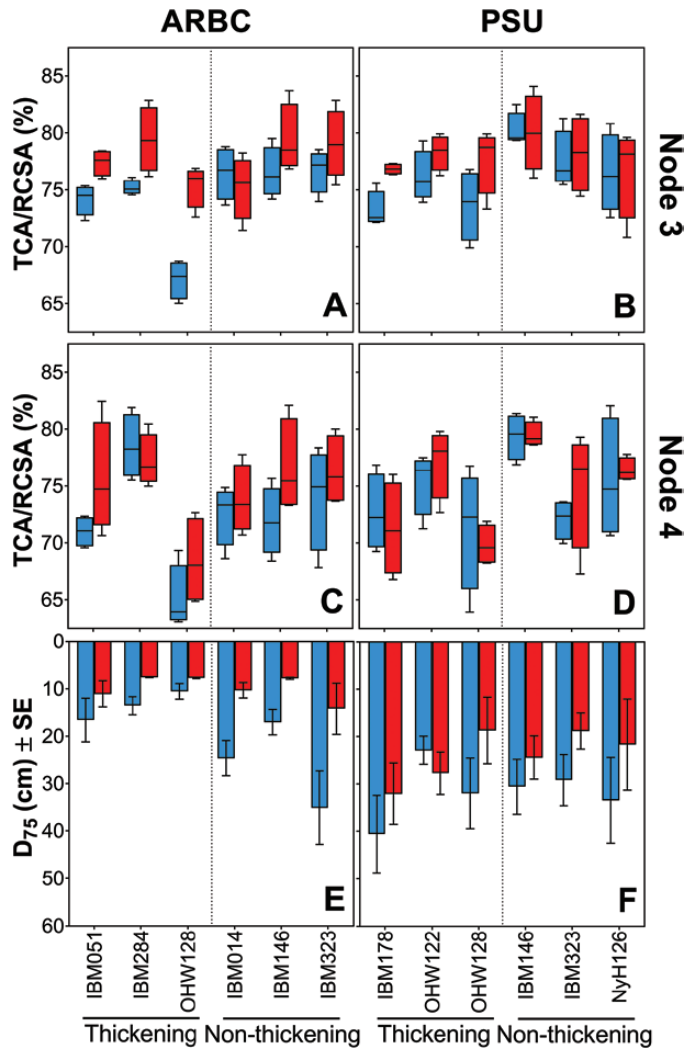 ARBC PSU
TCA/RCSA (%)
85
80
75
70
65
A
B
Node 3
TCA/RCSA (%)
85
80
75
70
65
C
D
Node 4
D75 (cm) ± SE
0
10
20
30
40
50
60
E
F
IBM051 IBM284 OHW128 IBM014 IBM146 IBM323 IBM178 OHW122 OHW128 IBM146 IBM323 NyH126
Thickening Non-thickening Thickening Non-thickening